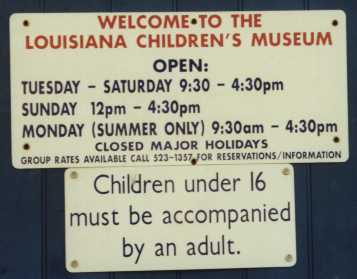 WELCOME TO THE
LOUISIANA CHILDREN'S MUSEUM
OPEN:
TUESDAY - SATURDAY 9:30 - 4:30pm
SUNDAY 12pm - 4:30pm
MONDAY (SUMMER ONLY) 9:30am - 4:30pm
CLOSED MAJOR HOLIDAYS
GROUP RATES AVAILABLE CALL 523-1357 FOR RESERVATIONS/INFORMATION
Children under 16
must be accompanied
by an adult.